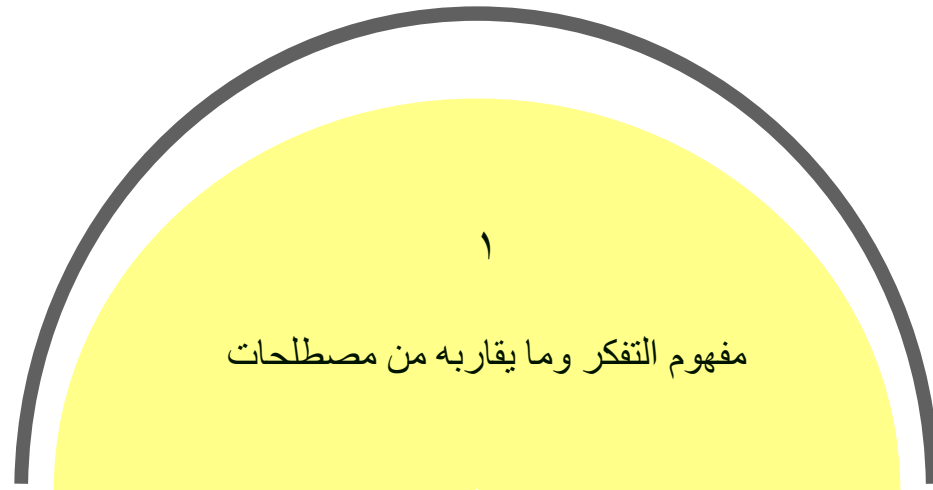 ١
مفهوم التفكر وما يقاربه من مصطلحات